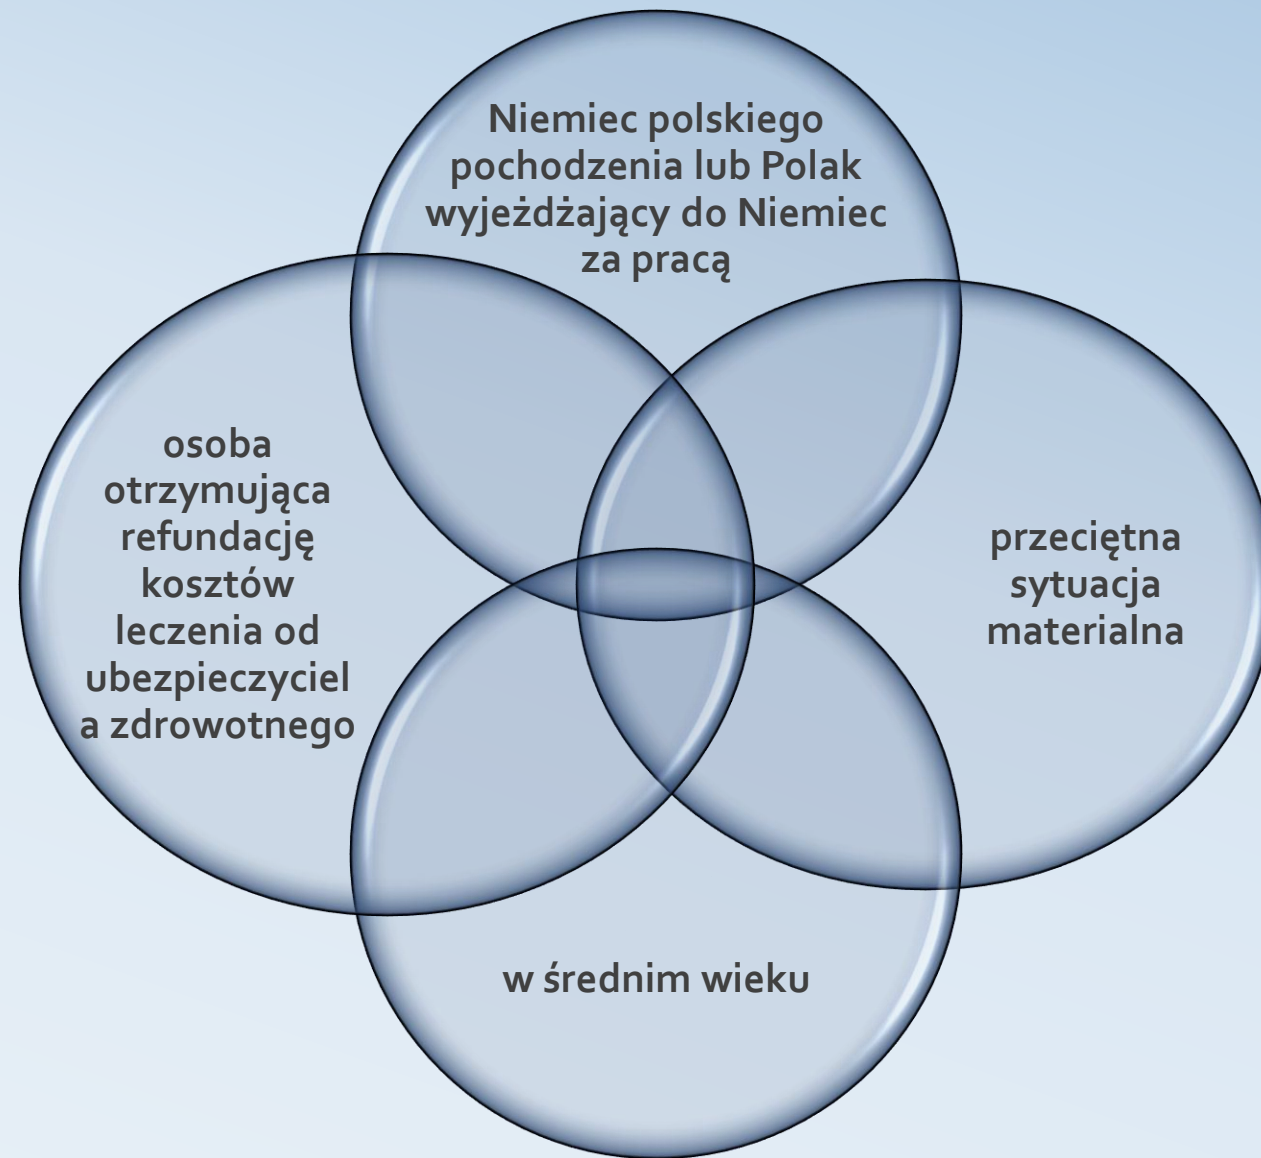 Niemiec polskiego
pochodzenia lub Polak
wyjeżdżający do Niemiec
za pracą
osoba
otrzymująca
refundację
kosztów
leczenia od
ubezpieczyciel
a zdrowotnego
przeciętna
sytuacja
materialna
w średnim wieku